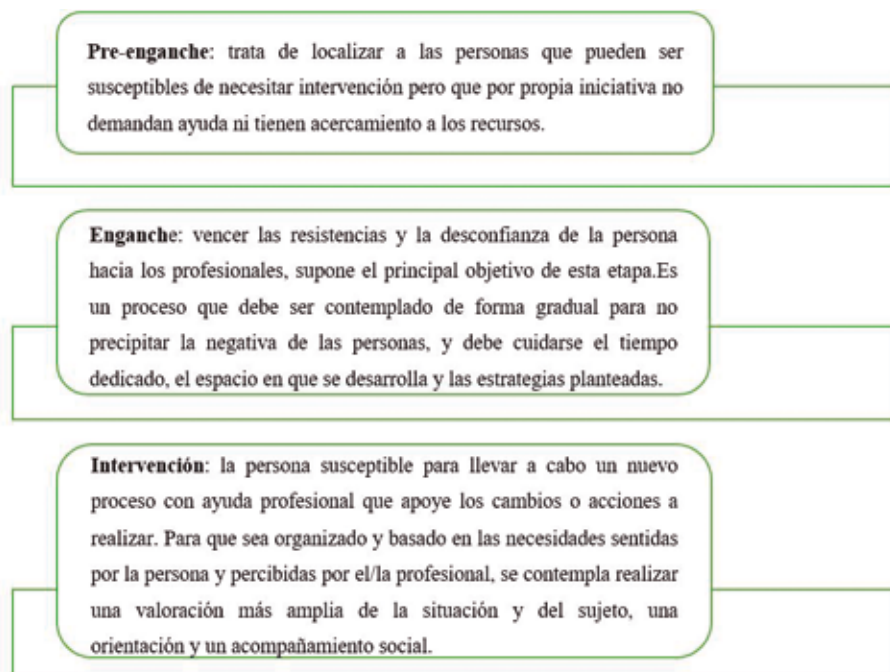 Pre-enganche: trata de localizar a las personas que pueden ser
susceptibles de necesitar intervención pero que por propia iniciativa no
demandan ayuda ni tienen acercamiento a los recursos.
Enganche: vencer las resistencias y la desconfianza de la persona
hacia los profesionales, supone el principal objetivo de esta etapa.Es
un proceso que debe ser contemplado de forma gradual para no
precipitar la negativa de las personas, y debe cuidarse el tiempo
dedicado, el espacio en que se desarrolla y las estrategias planteadas.
Intervención: la persona susceptible para llevar a cabo un nuevo
proceso con ayuda profesional que apoye los cambios o acciones a
realizar. Para que sea organizado y basado en las necesidades sentidas
por la persona y percibidas por el/la profesional, se contempla realizar
una valoración más amplia de la situación y del sujeto, una
orientación y un acompañamiento social.